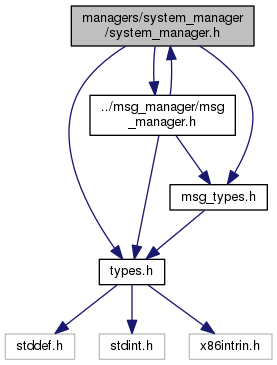 managers/system_manager
/system_manager.h
../msg_manager/msg
_manager.h
msg_types.h
types.h
stddef.h
stdint.h
x86intrin.h